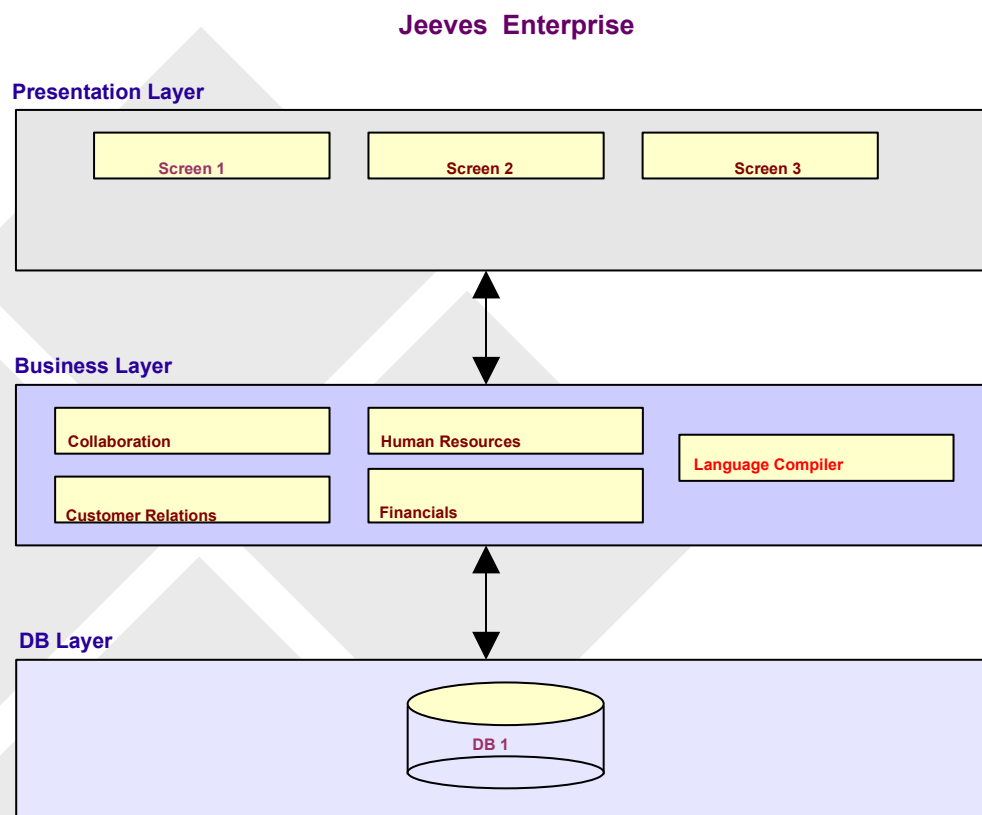 Jeeves Enterprise
Presentation Layer
Screen 1
Screen 2
Screen 3
Business Layer
Collaboration
Human Resources
Language Compiler
Customer Relations
Financials
DB Layer
DB 1